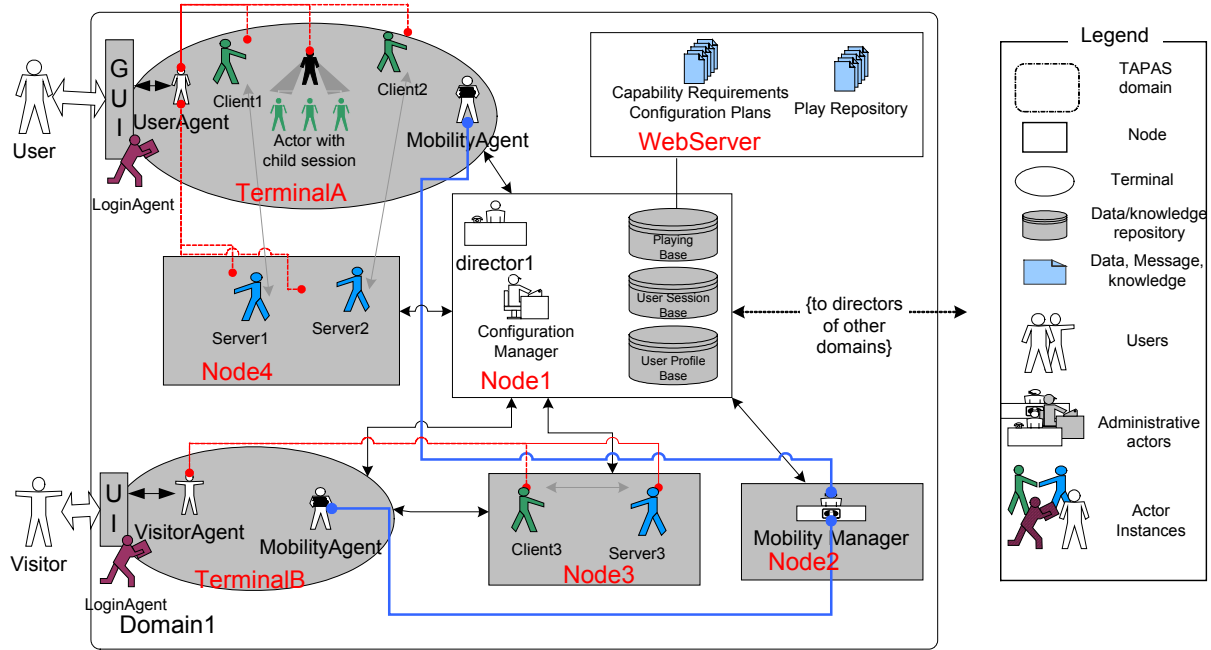 User
G
U
I
UserAgent
LoginAgent
Client1
Actor with
child session
Client2
MobilityAgent
TerminalA
Capability Requirements
Configuration Plans
Play Repository
WebServer
director1
Configuration
Manager
Node1
Playing
Base
User Session
Base
User Profile
Base
{to directors
of other
domains}
Server1
Server2
Node4
Visitor
U
I
VisitorAgent
LoginAgent
MobilityAgent
TerminalB
Client3
Server3
Node3
Mobility Manager
Node2
Domain1
Legend
TAPAS
domain
Node
Terminal
Data/knowledge
repository
Data, Message,
knowledge
Users
Administrative
actors
Actor
Instances